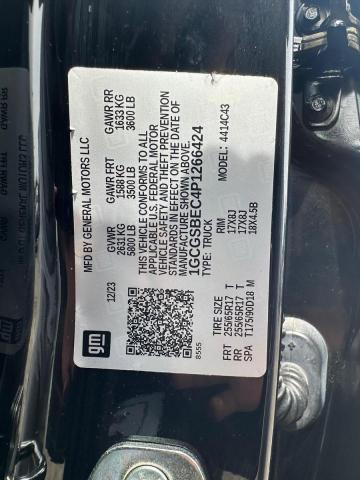 MFD BY GENERAL MOTORS LLC
12/23
GVWR GAWR FRT GAWR RR
2631 KG 1588 KG 1633 KG
5800 LB 3500 LB 3600 LB
THIS VEHICLE CONFORMS TO ALL
APPLICABLE U.S. FEDERAL MOTOR
VEHICLE SAFETY AND THEFT PREVENTION
STANDARDS IN EFFECT ON THE DATE OF
MANUFACTURE SHOWN ABOVE.
1GCGSBEC4P1266424
TYPE: TRUCK MODEL: 4414C43
gm
8555
TIRE SIZE RIM
FRT 255/65R17 T 17X8J
RR 255/65R17 T 17X8J
SPA T175/90D18 M 18X4.5B